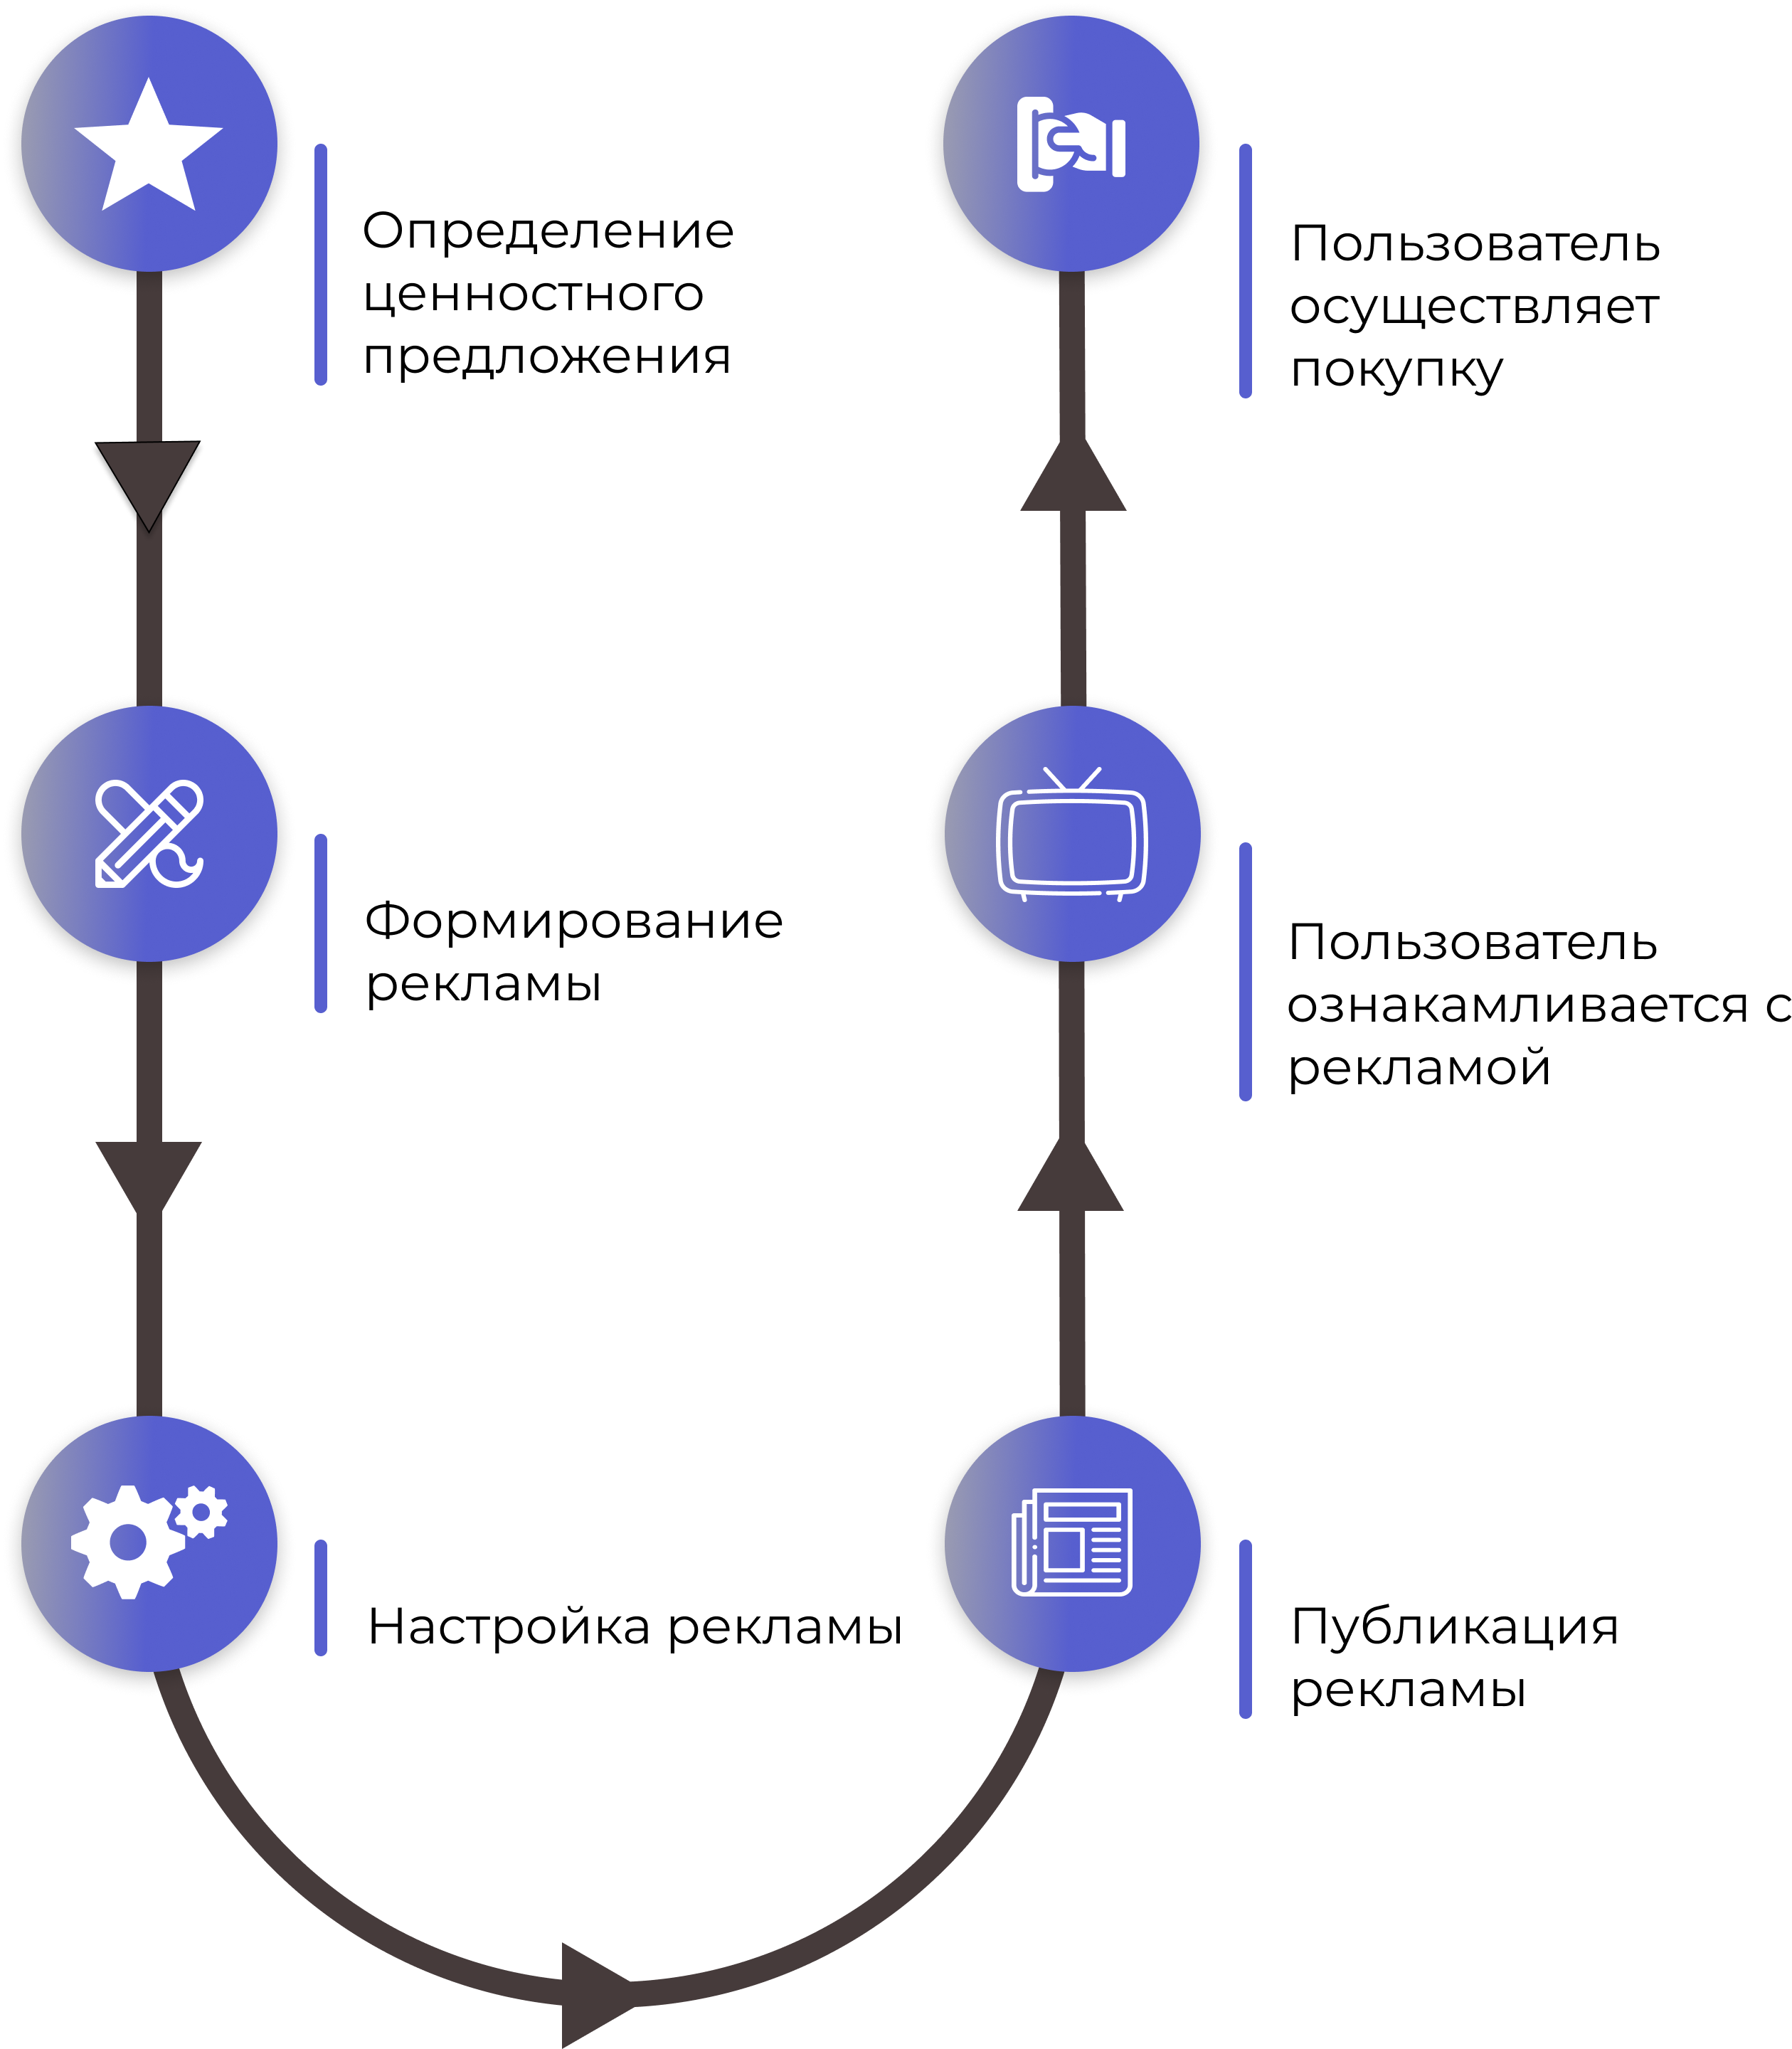 Определение
ценностного
предложения
Формирование
рекламы
Настройка рекламы
Публикация
рекламы
Пользователь
ознакамливается с
рекламой
Пользователь
осуществляет
покупку